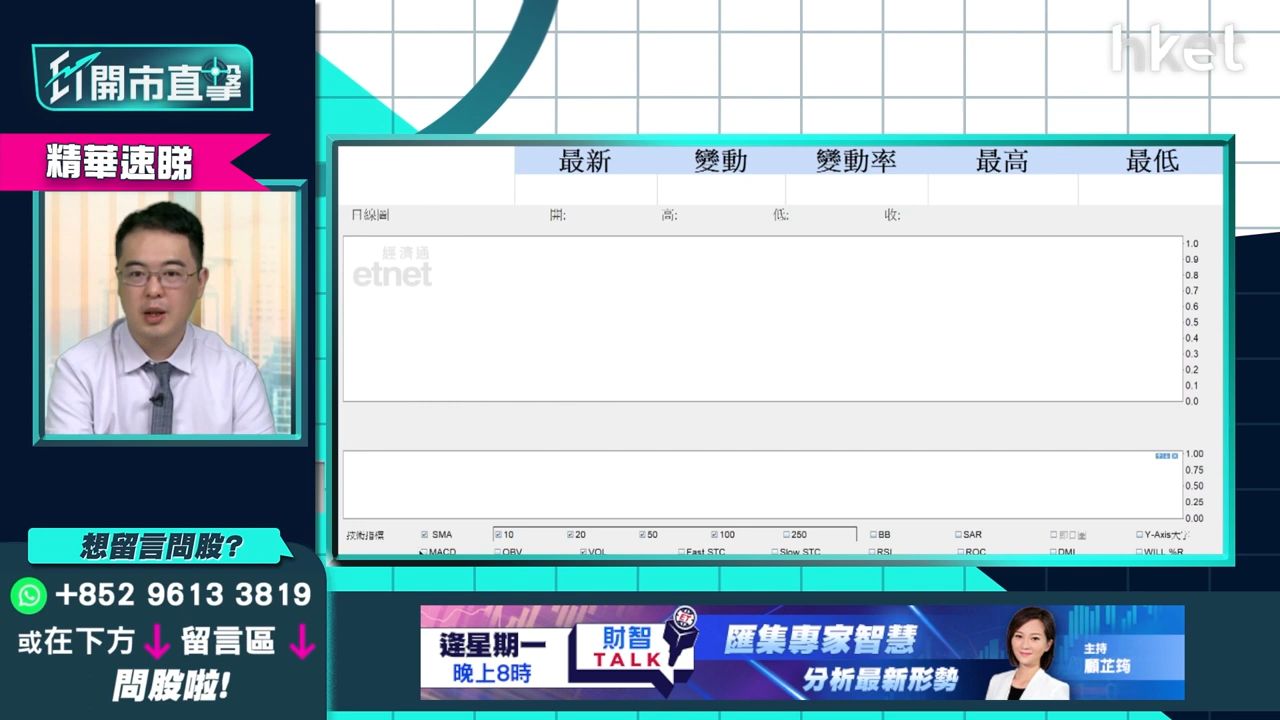 ET開市直擊
精華速睇
hket
最新 變動 變動率 最高 最低
日線圖 開: 高: 低: 收:
經濟通
etnet
1.0
0.9
0.8
0.7
0.6
0.5
0.4
0.3
0.2
0.1
0.0
1.00
0.75
0.50
0.25
0.00
技術指標 SMA 10 20 50 100 250 BB SAR 即日圖 Y-Axis大字
MACD OBV VOL Fast STC Slow STC RSI ROC DMI WILL %R
想留言問股?
+852 9613 3819
或在下方 留言區
問股啦!
逢星期一
晚上8時
財智
TALK
匯集專家智慧
分析最新形勢
主持
顧芷筠